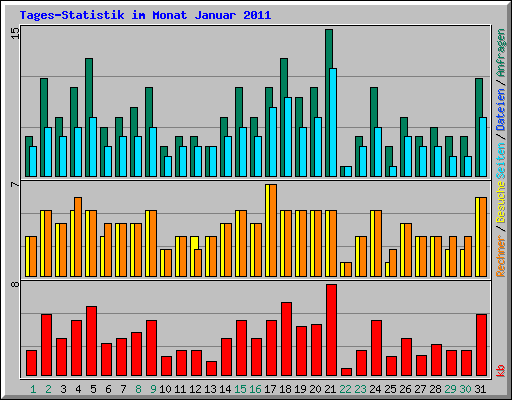 Tages-Statistik im Monat Januar 2011
15
7
8
Rechner / Besuche Seiten / Dateien / Anfragen
kb
1 2 3 4 5 6 7 8 9 10 11 12 13 14 15 16 17 18 19 20 21 22 23 24 25 26 27 28 29 30 31